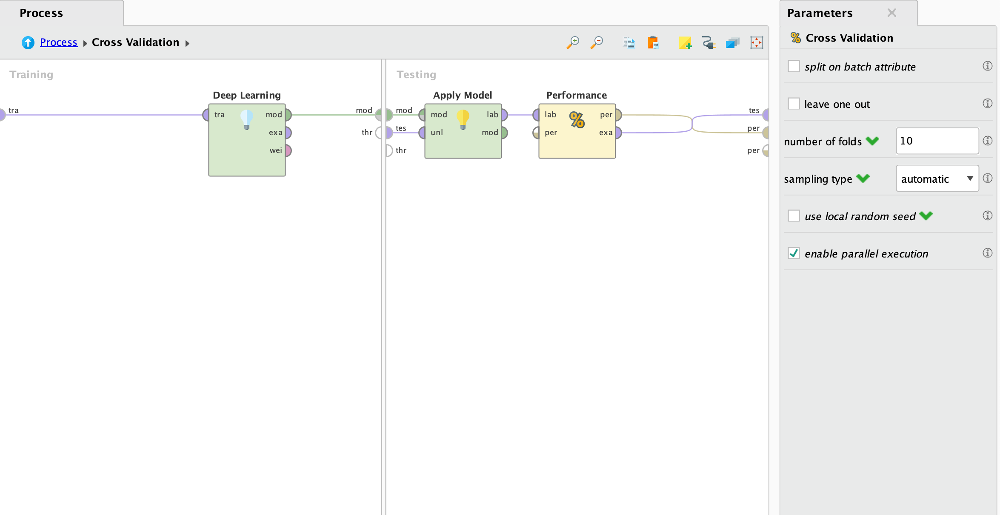 Process
Process Cross Validation
Training
tra
Deep Learning
tra mod
exa
wei
mod
thr
Testing
mod
tes
thr
Apply Model
mod lab
unl mod
Performance
lab per
per exa
tes
per
per
Parameters
Cross Validation
split on batch attribute
leave one out
number of folds 10
sampling type automatic
use local random seed
enable parallel execution